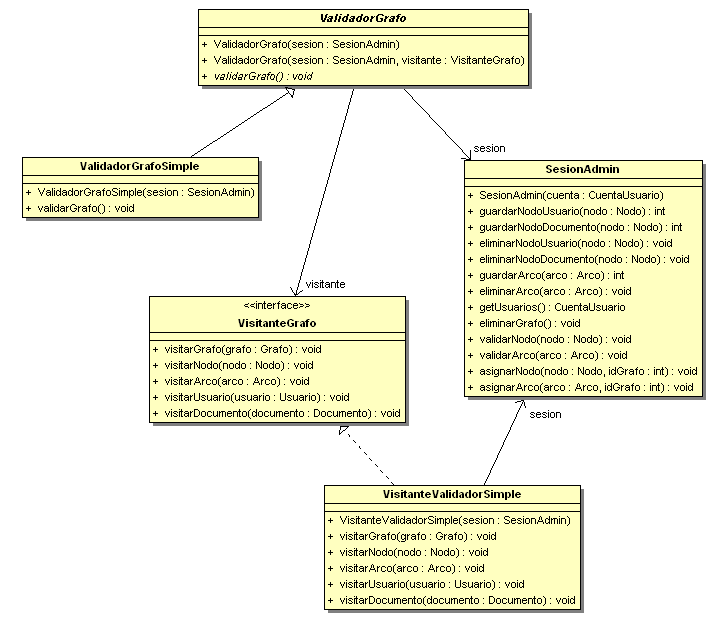 ValidadorGrafo
+ ValidadorGrafo(sesion : SesionAdmin)
+ ValidadorGrafo(sesion : SesionAdmin, visitante : VisitanteGrafo)
+ validarGrafo() : void
ValidadorGrafoSimple
+ ValidadorGrafoSimple(sesion : SesionAdmin)
+ validarGrafo() : void
sesion
SesionAdmin
+ SesionAdmin(cuenta : CuentaUsuario)
+ guardarNodoUsuario(nodo : Nodo) : int
+ guardarNodoDocumento(nodo : Nodo) : int
+ eliminarNodoUsuario(nodo : Nodo) : void
+ eliminarNodoDocumento(nodo : Nodo) : void
+ guardarArco(arco : Arco) : int
+ eliminarArco(arco : Arco) : void
+ getUsuarios() : CuentaUsuario
+ eliminarGrafo() : void
+ validarNodo(nodo : Nodo) : void
+ validarArco(arco : Arco) : void
+ asignarNodo(nodo : Nodo, idGrafo : int) : void
+ asignarArco(arco : Arco, idGrafo : int) : void
visitante
<<interface>>
VisitanteGrafo
+ visitarGrafo(grafo : Grafo) : void
+ visitarNodo(nodo : Nodo) : void
+ visitarArco(arco : Arco) : void
+ visitarUsuario(usuario : Usuario) : void
+ visitarDocumento(documento : Documento) : void
sesion
VisitanteValidadorSimple
+ VisitanteValidadorSimple(sesion : SesionAdmin)
+ visitarGrafo(grafo : Grafo) : void
+ visitarNodo(nodo : Nodo) : void
+ visitarArco(arco : Arco) : void
+ visitarUsuario(usuario : Usuario) : void
+ visitarDocumento(documento : Documento) : void